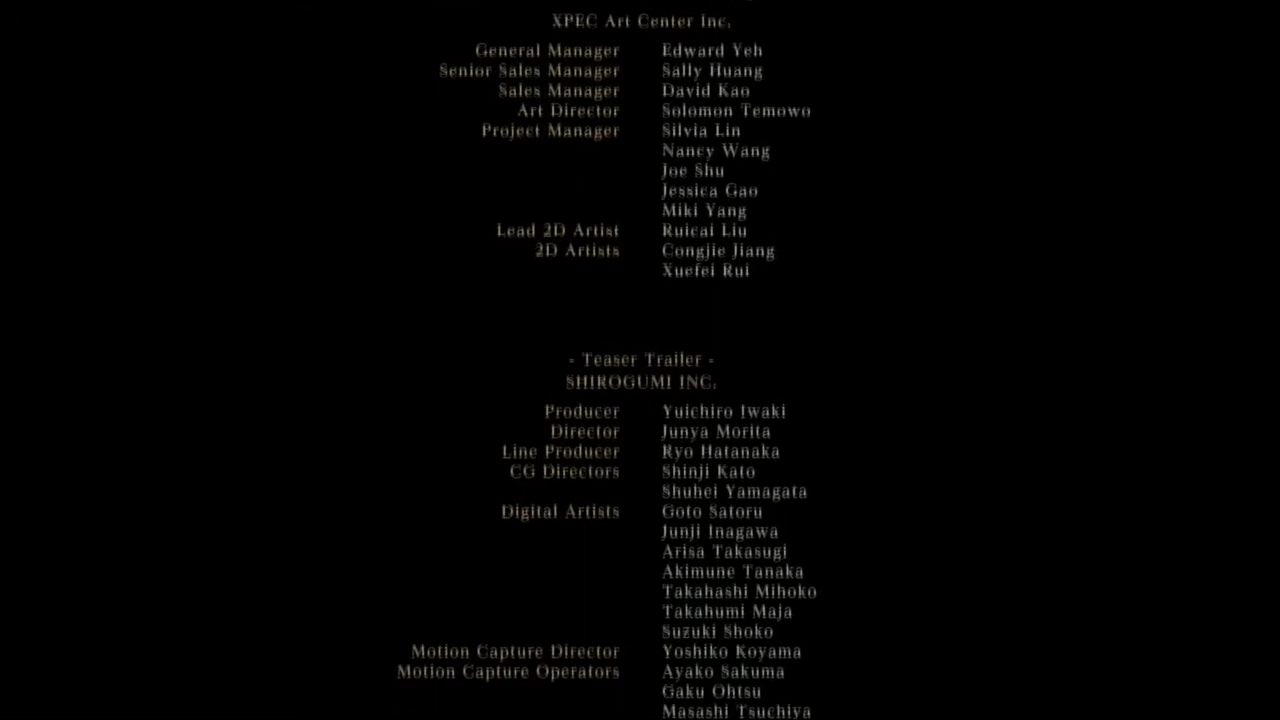 XPEC Art Center Inc.
General Manager Edward Yeh
Senior Sales Manager Sally Huang
Sales Manager David Kao
Art Director Solomon Temowo
Project Manager Silvia Lin
Nancy Wang
Joe Shu
Jessica Gao
Miki Yang
Lead 2D Artist Ruicai Liu
2D Artists Congjie Jiang
Xuefei Rui
- Teaser Trailer -
SHIROGUMI INC.
Producer Yuichiro Iwaki
Director Junya Morita
Line Producer Ryo Hatanaka
CG Directors Shinji Kato
Shuhei Yamagata
Digital Artists Goto Satoru
Junji Inagawa
Arisa Takasugi
Akimune Tanaka
Takahashi Mihoko
Takahumi Maja
Suzuki Shoko
Motion Capture Director Yoshiko Koyama
Motion Capture Operators Ayako Sakuma
Gaku Ohtsu
Masashi Tsuchiya